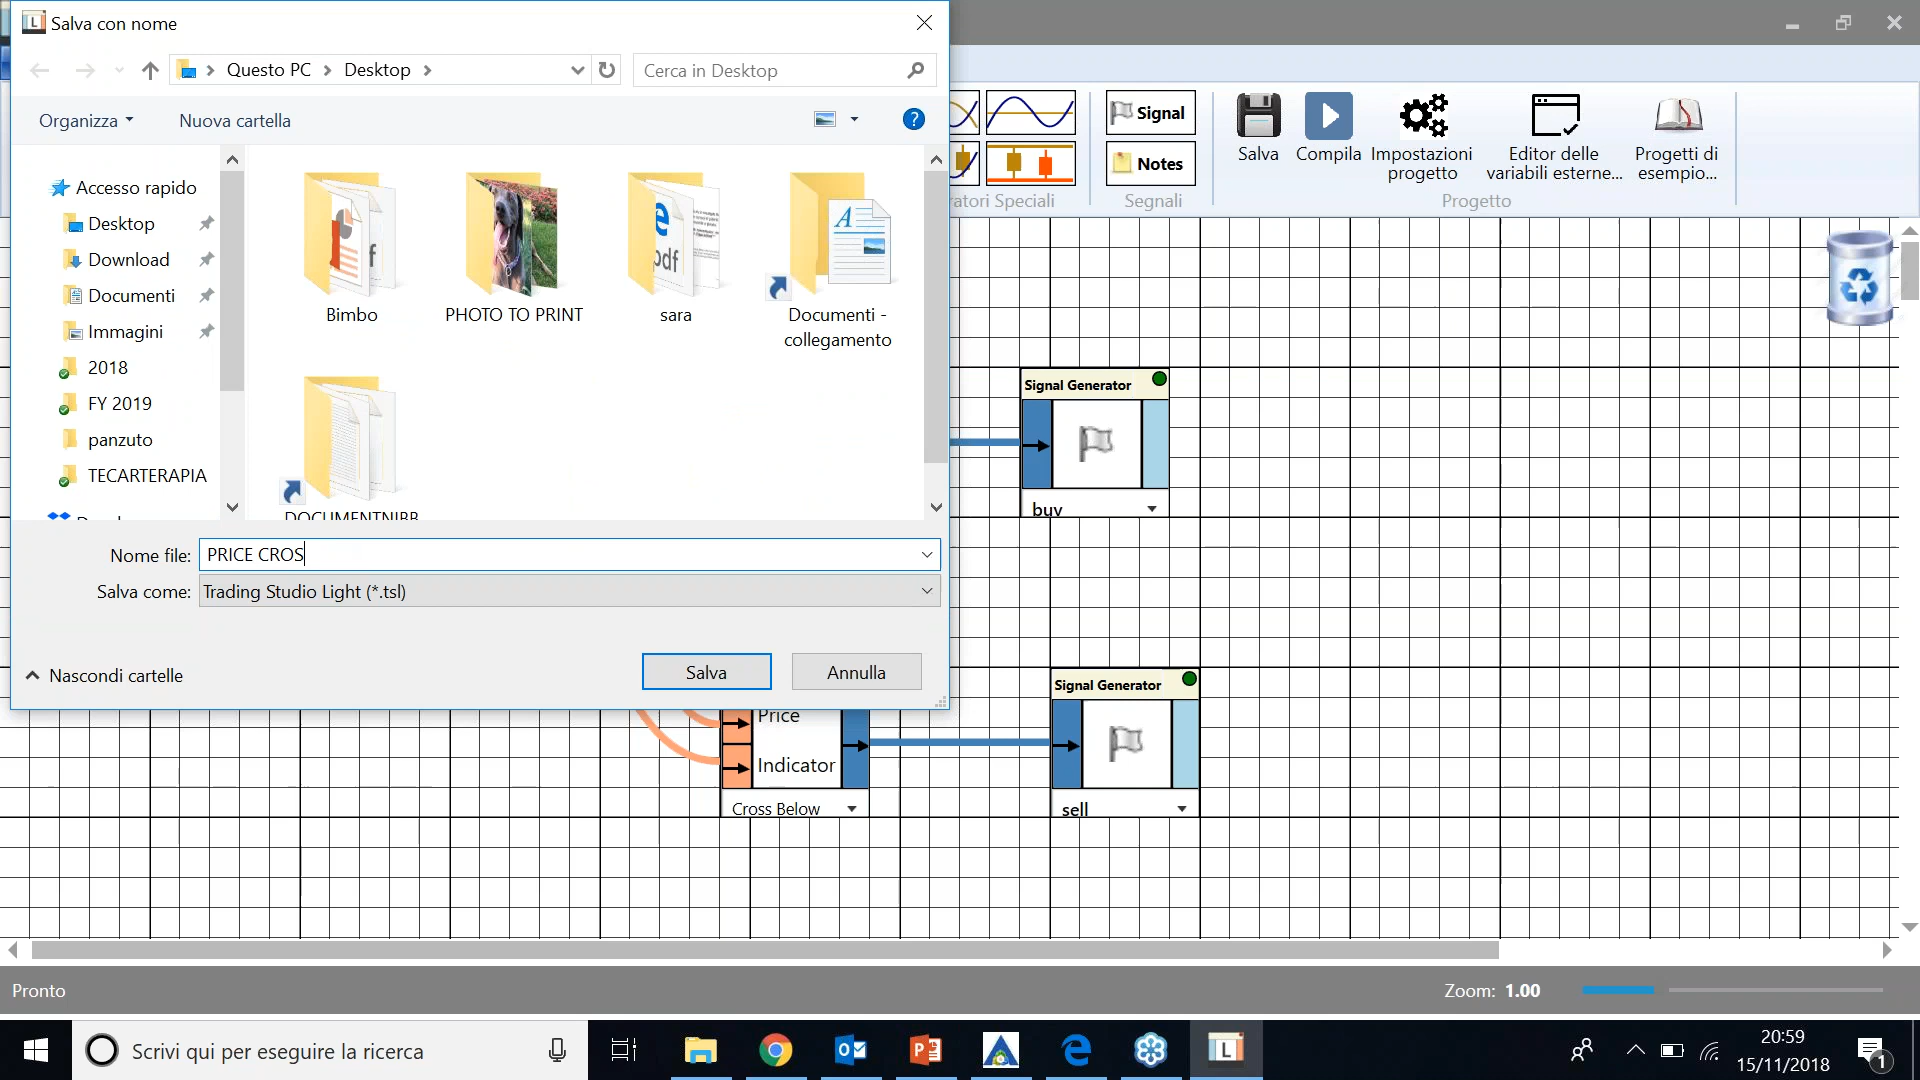 Salva con nome
Questo PC > Desktop >
Cerca in Desktop
Organizza
Nuova cartella
Accesso rapido
Desktop
Download
Documenti
Immagini
2018
FY 2019
panzuto
TECARTERAPIA
Bimbo
PHOTO TO PRINT
pdf
sara
Documenti -
collegamento
Nome file: PRICE CROS
Salva come: Trading Studio Light (*.tsl)
Nascondi cartelle
Salva
Annulla
Signal
Notes
Segnali
Salva
Compila
Impostazioni
progetto
Editor delle
variabili esterne...
Progetti di
esempio...
Progetto
Signal Generator
buy
Signal Generator
sell
Price
Indicator
Cross Below
Pronto
Zoom: 1.00
Scrivi qui per eseguire la ricerca
L
20:59
15/11/2018
1